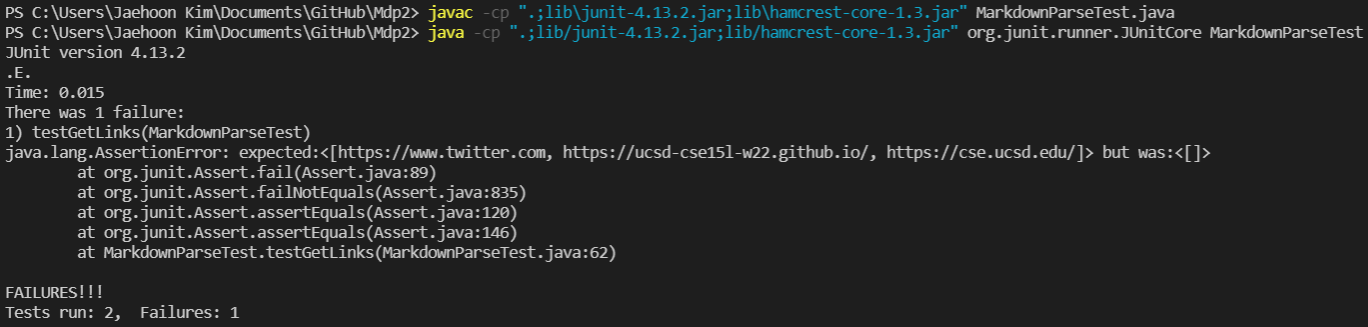 PS C:\Users\Jaehoon Kim\Documents\GitHub\Mdp2> javac -cp ".;lib\junit-4.13.2.jar;lib\hamcrest-core-1.3.jar" MarkdownParseTest.java
PS C:\Users\Jaehoon Kim\Documents\GitHub\Mdp2> java -cp ".;lib/junit-4.13.2.jar;lib/hamcrest-core-1.3.jar" org.junit.runner.JUnitCore MarkdownParseTest
JUnit version 4.13.2
.E.
Time: 0.015
There was 1 failure:
1) testGetLinks(MarkdownParseTest)
java.lang.AssertionError: expected:<[https://www.twitter.com, https://ucsd-cse15l-w22.github.io/, https://cse.ucsd.edu/]> but was:<[]>
        at org.junit.Assert.fail(Assert.java:89)
        at org.junit.Assert.failNotEquals(Assert.java:835)
        at org.junit.Assert.assertEquals(Assert.java:120)
        at org.junit.Assert.assertEquals(Assert.java:146)
        at MarkdownParseTest.testGetLinks(MarkdownParseTest.java:62)

FAILURES!!!
Tests run: 2,  Failures: 1